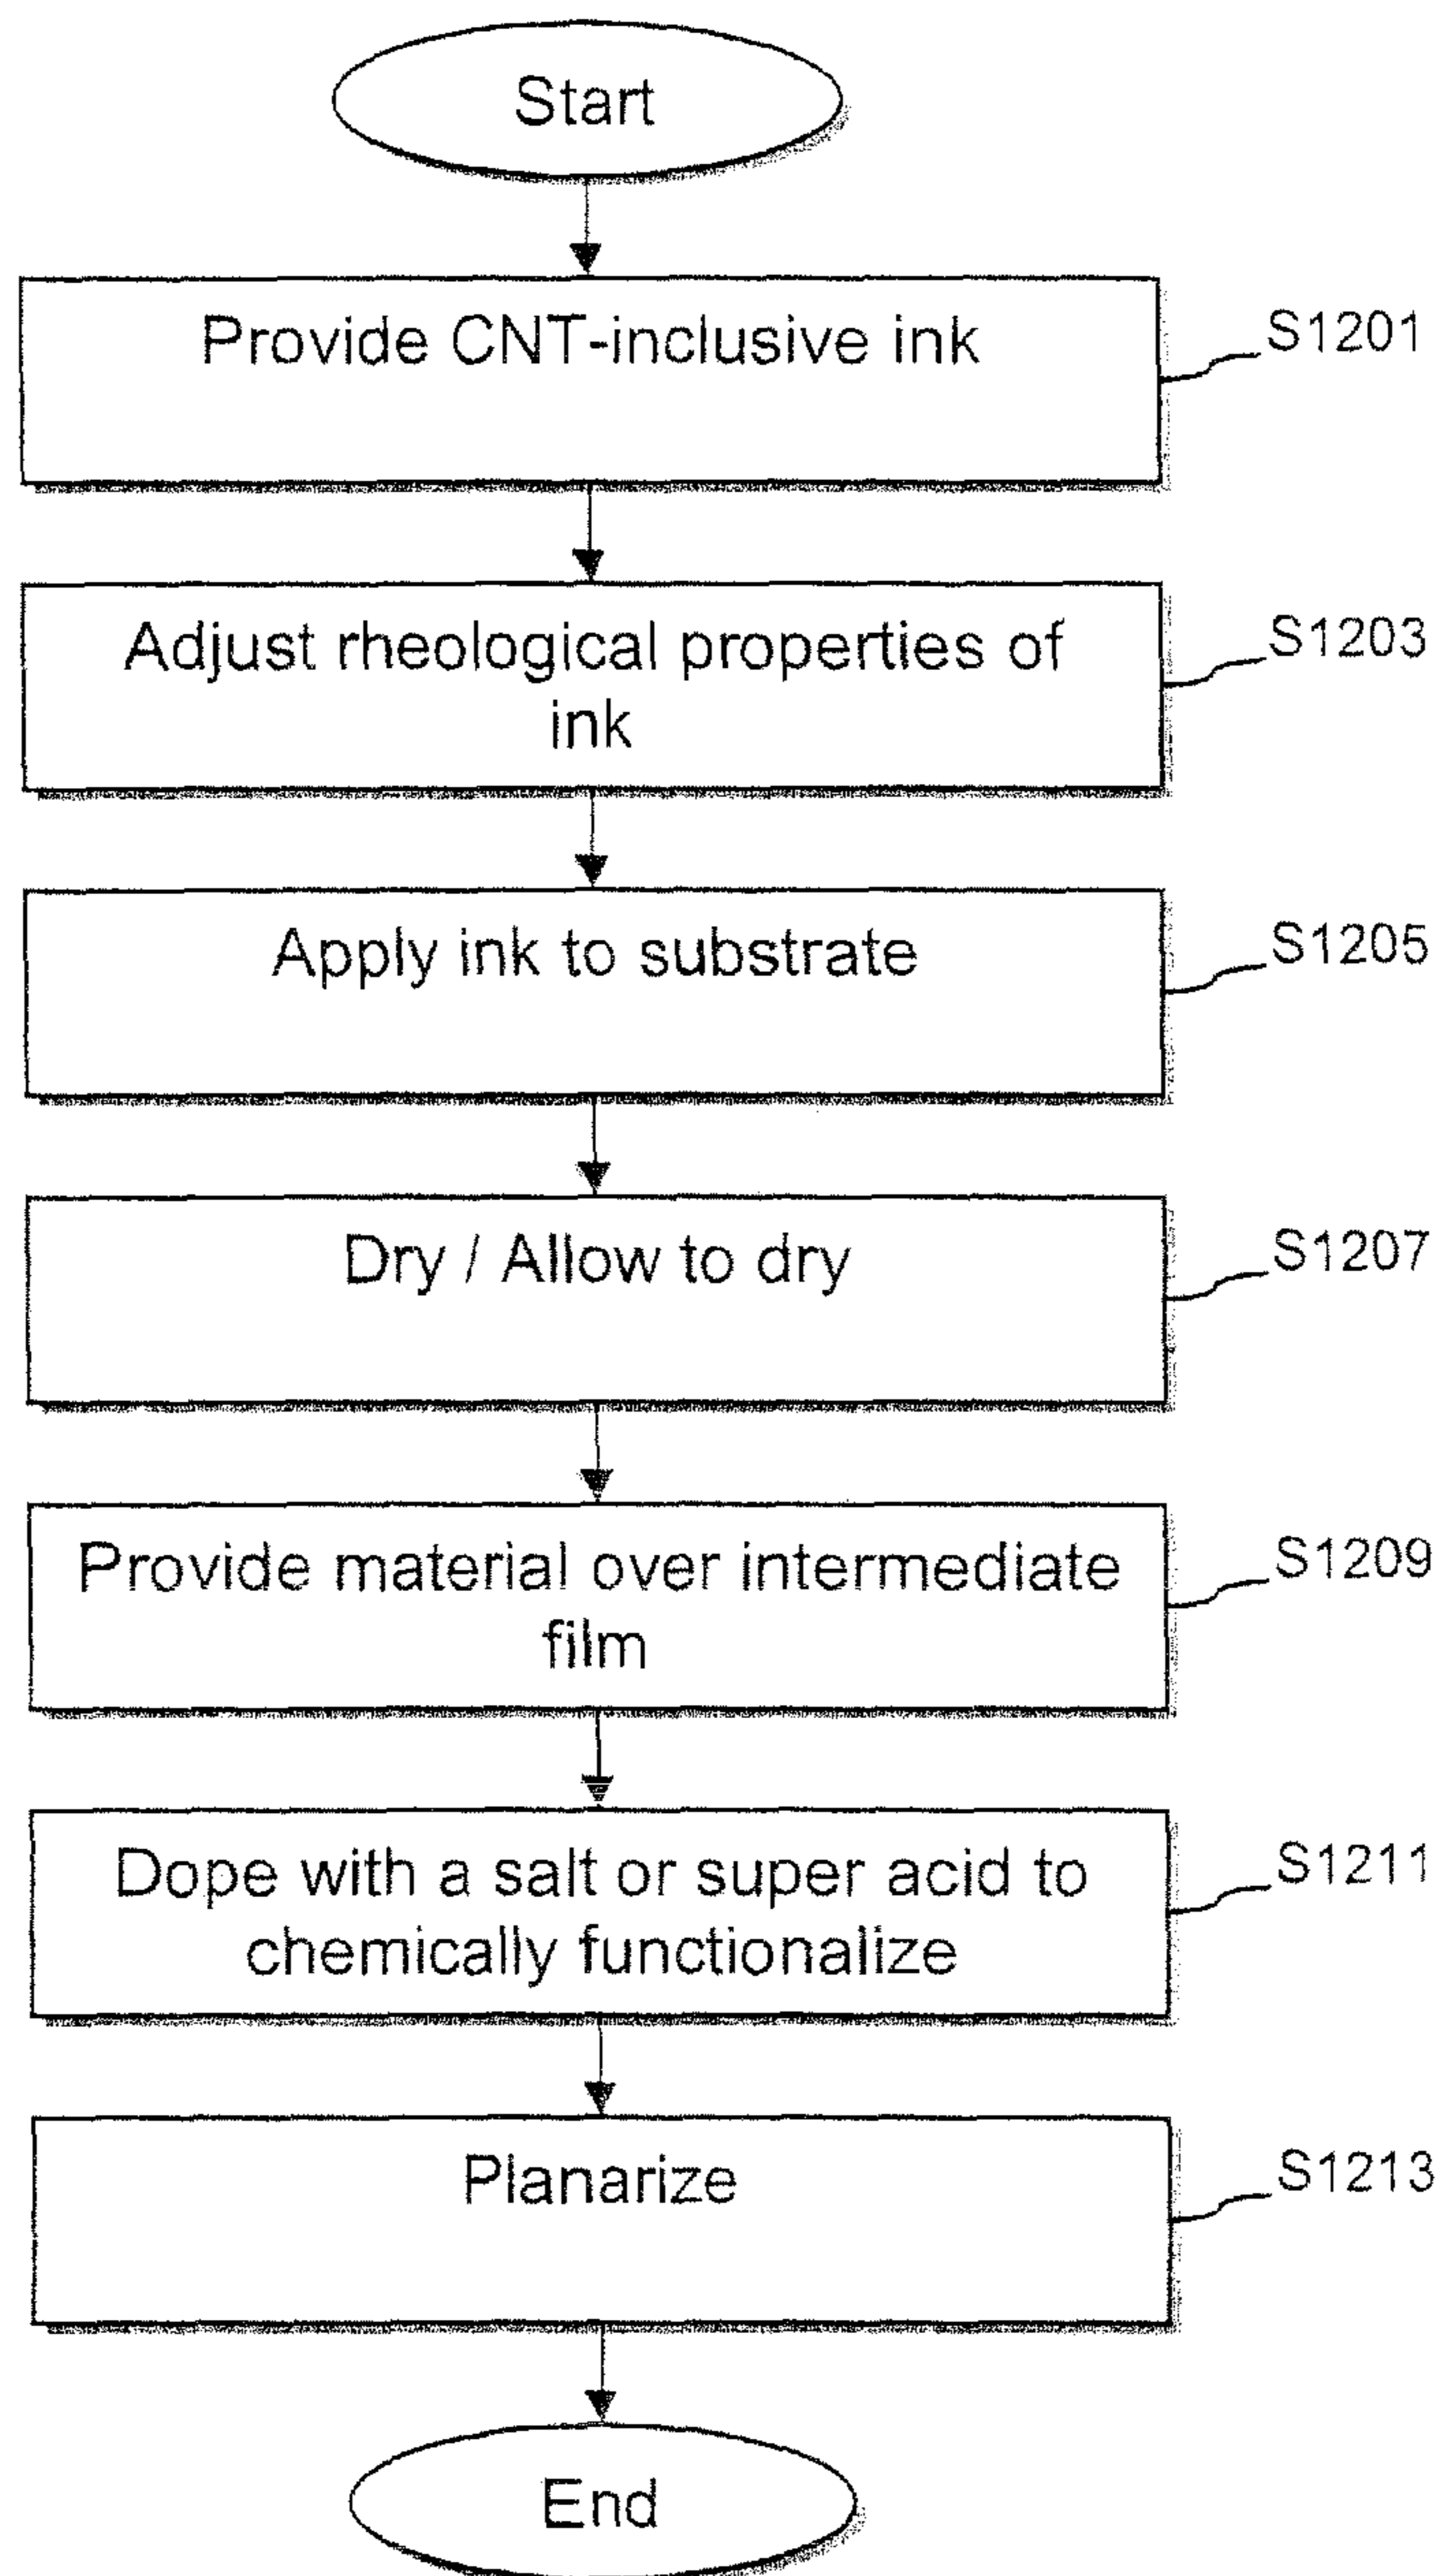 Start
Provide CNT-inclusive ink
S1201
Adjust rheological properties of
ink
S1203
Apply ink to substrate
S1205
Dry / Allow to dry
S1207
Provide material over intermediate
film
S1209
Dope with a salt or super acid to
chemically functionalize
S1211
Planarize
S1213
End